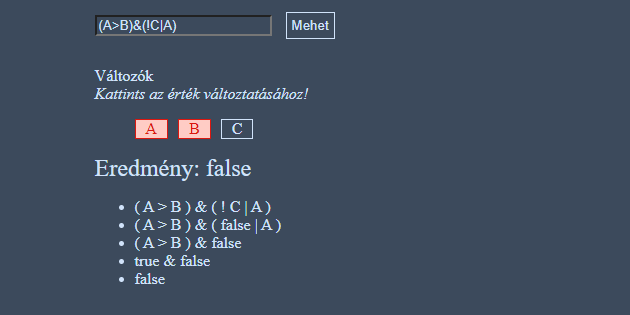 (A>B)&(!C|A) Mehet
Változók
Kattints az érték változtatásához!
A B C
Eredmény: false
( A > B ) & ( ! C | A )
( A > B ) & ( false | A )
( A > B ) & false
true & false
false